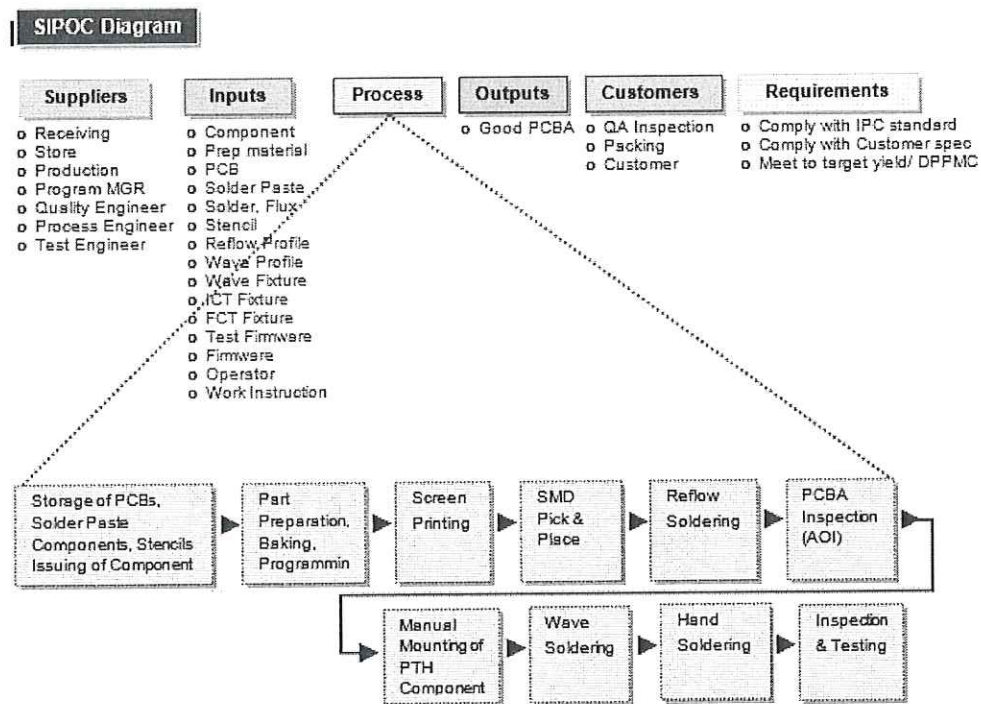 SIPOC Diagram
Suppliers
o Receiving
o Store
o Production
o Program MGR
o Quality Engineer
o Process Engineer
o Test Engineer
Inputs
o Component
o Prep material
o PCB
o Solder Paste
o Solder, Flux
o Stencil
o Reflow Profile
o Wave Profile
o Wave Fixture
o ICT Fixture
o FCT Fixture
o Test Firmware
o Firmware
o Operator
o Work Instruction
Process
Outputs
o Good PCBA
Customers
o QA Inspection
o Packing
o Customer
Requirements
o Comply with IPC standard
o Comply with Customer spec
o Meet to target yield/ DPPMC
Storage of PCBs,
Solder Paste
Components, Stencils
Issuing of Component
Part
Preparation,
Baking,
Programmin
Screen
Printing
SMD
Pick &
Place
Reflow
Soldering
PCBA
Inspection
(AOI)
Manual
Mounting of
PTH
Component
Wave
Soldering
Hand
Soldering
Inspection
& Testing